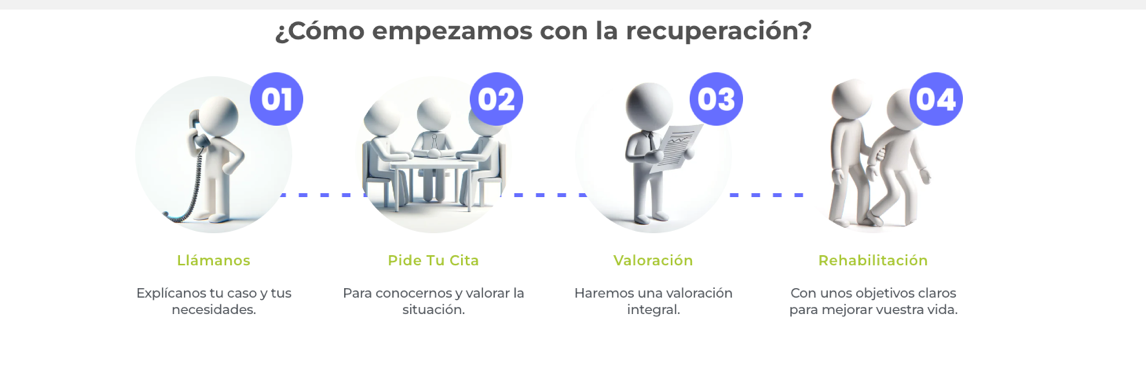 ¿Cómo empezamos con la recuperación?
01
02
03
04
Llámanos
Pide Tu Cita
Valoración
Rehabilitación
Explícanos tu caso y tus
necesidades.
Para conocernos y valorar la
situación.
Haremos una valoración
integral.
Con unos objetivos claros
para mejorar vuestra vida.